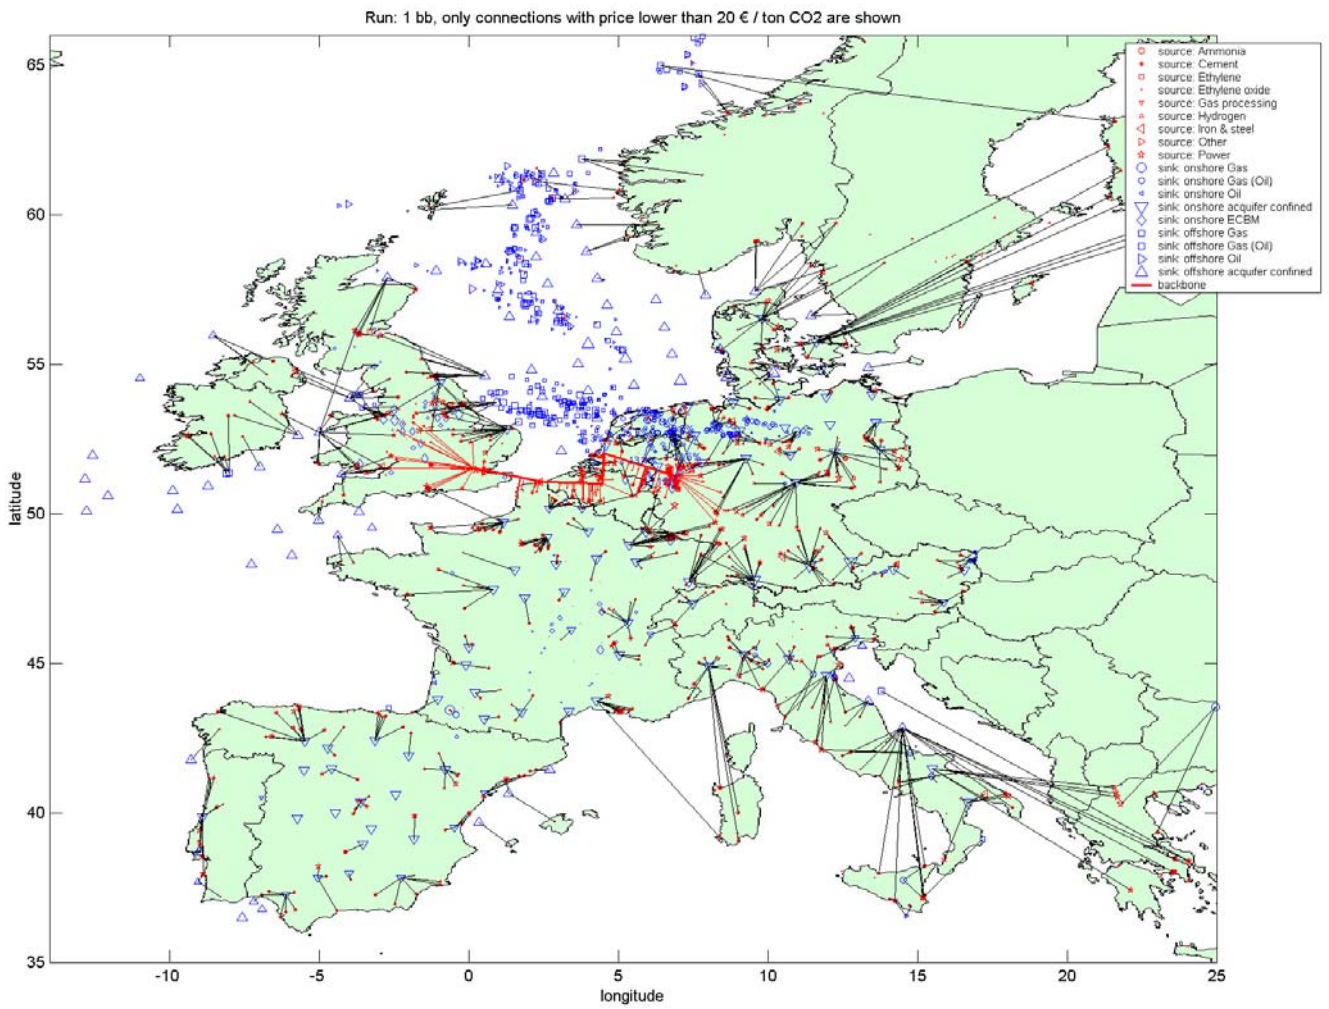 Run: 1 bb, only connections with price lower than 20 € / ton CO2 are shown
source: Ammonia
source: Cement
source: Ethylene
source: Ethylene oxide
source: Gas processing
source: Hydrogen
source: Iron & steel
source: Other
source: Power
sink: onshore Gas
sink: onshore Gas (Oil)
sink: onshore Oil
sink: onshore acquifer confined
sink: onshore ECBM
sink: offshore Gas
sink: offshore Gas (Oil)
sink: offshore Oil
sink: offshore acquifer confined
backbone
65
60
55
50
45
40
35
latitude
-10 -5 0 5 10 15 20 25
longitude